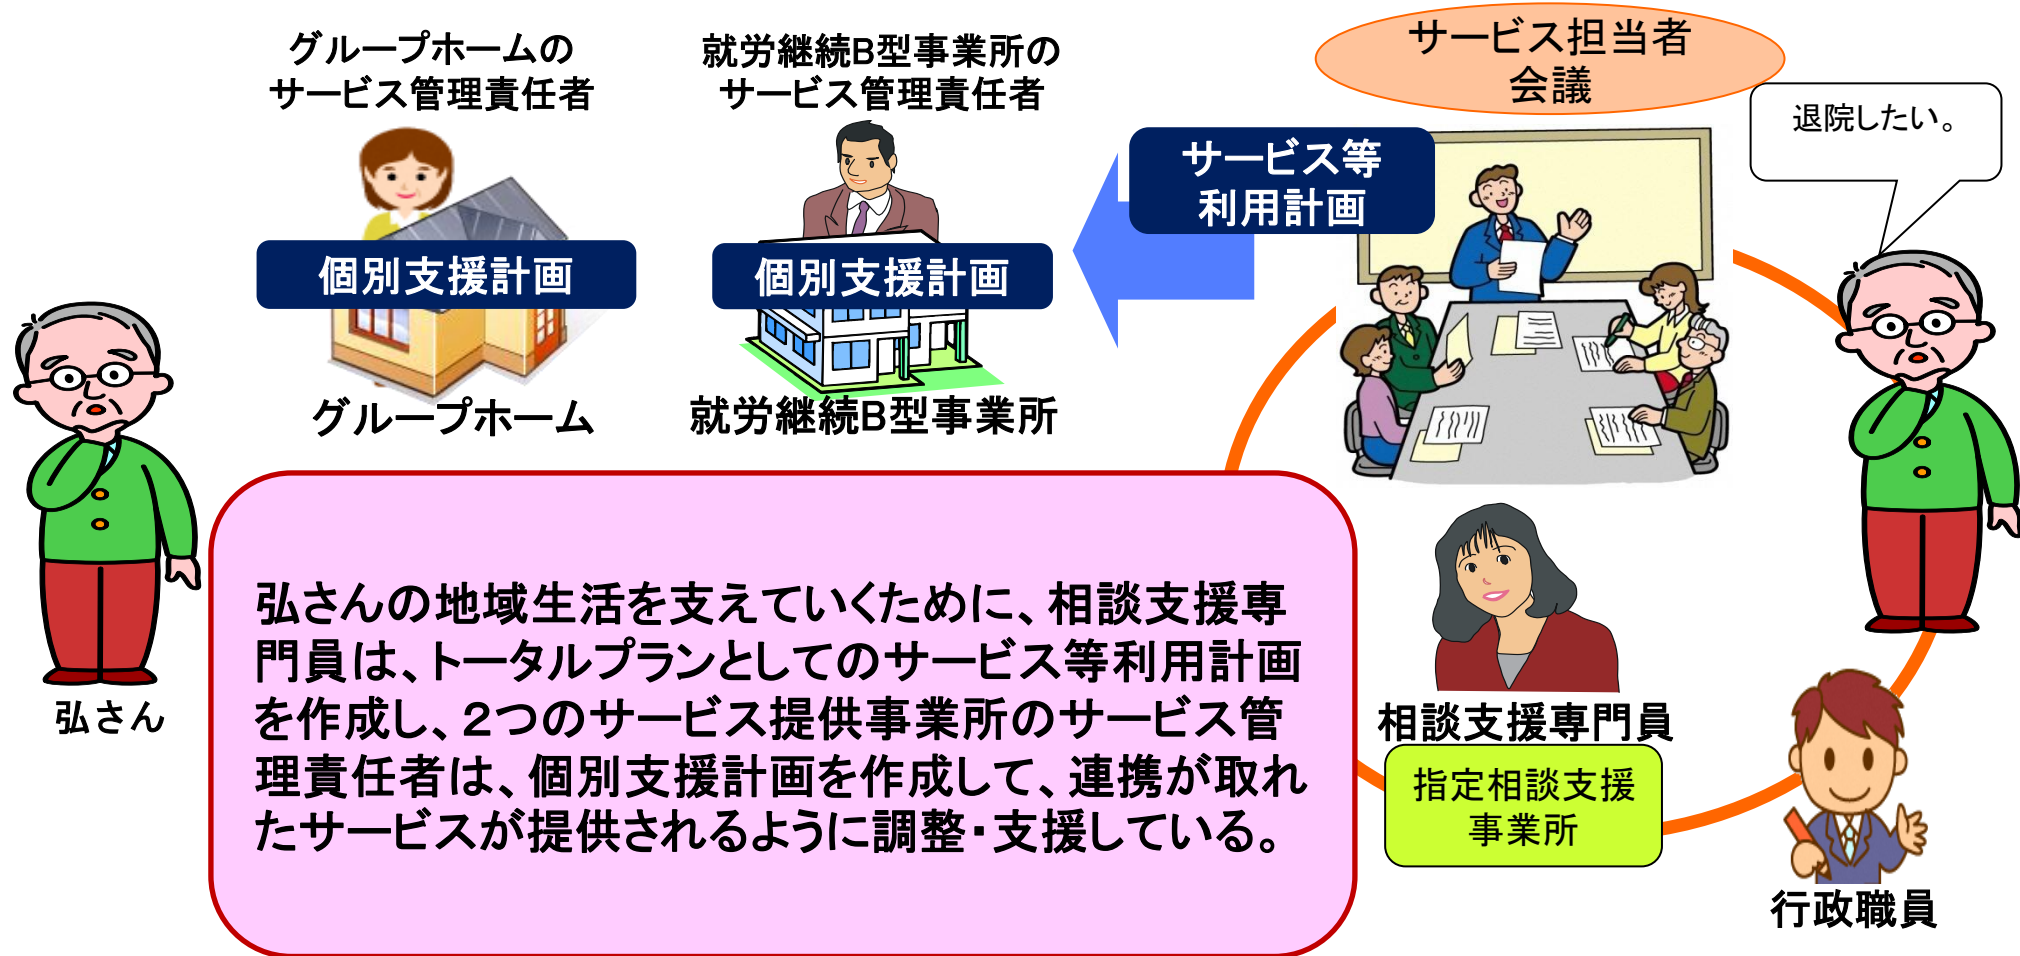 グループホームの
サービス管理責任者
就労継続B型事業所の
サービス管理責任者
サービス担当者
会議
退院したい。
サービス等
利用計画
個別支援計画
個別支援計画
グループホーム
就労継続B型事業所
弘さん
弘さんの地域生活を支えていくために、相談支援専
門員は、トータルプランとしてのサービス等利用計画
を作成し、２つのサービス提供事業所のサービス管
理責任者は、個別支援計画を作成して、連携が取れ
たサービスが提供されるように調整・支援している。
相談支援専門員
指定相談支援
事業所
行政職員